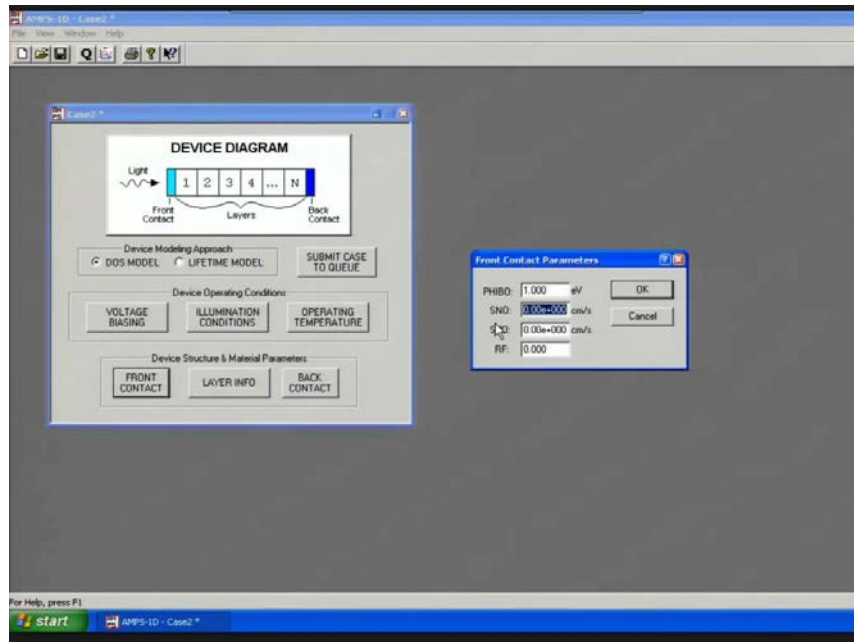 AMPS-1D - Case2 *
File View Window Help
Case2 *
DEVICE DIAGRAM
Light
1 2 3 4 ... N
Front Contact
Layers
Back Contact
Device Modeling Approach
DOS MODEL LIFETIME MODEL
SUBMIT CASE TO QUEUE
Device Operating Conditions
VOLTAGE BIASING
ILLUMINATION CONDITIONS
OPERATING TEMPERATURE
Device Structure & Material Parameters
FRONT CONTACT
LAYER INFO
BACK CONTACT
Front Contact Parameters
PHIBO: 1.000 eV OK
SNO: 0.00e+000 cm/s Cancel
0.00e+000 cm/s
RF: 0.000
For Help, press F1
start AMPS-1D - Case2 *